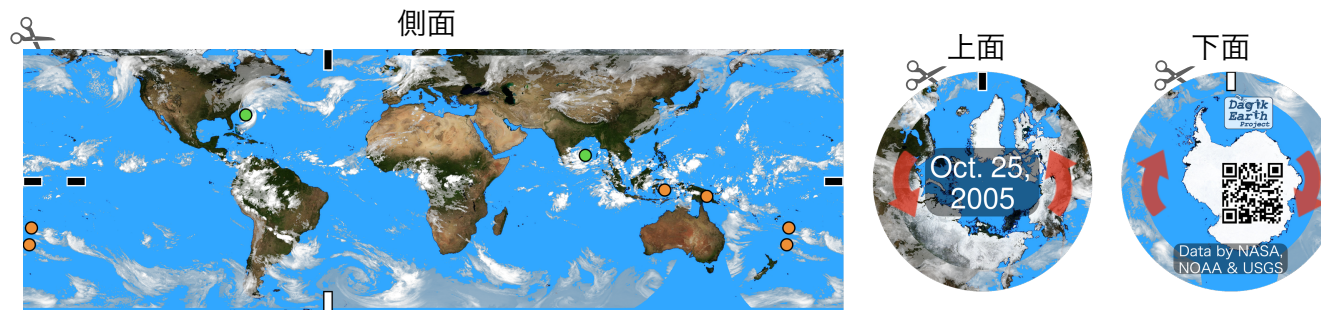 側面
上面
下面
Oct. 25,
2005
Dagik
Earth
Project
Data by NASA,
NOAA & USGS